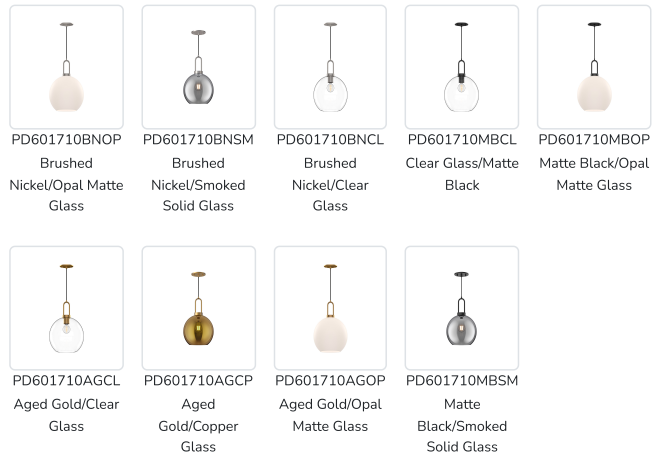 PD601710BNOP
Brushed
Nickel/Opal Matte
Glass
PD601710BNSM
Brushed
Nickel/Smoked
Solid Glass
PD601710BNCL
Brushed
Nickel/Clear
Glass
PD601710MBCL
Clear Glass/Matte
Black
PD601710MBOP
Matte Black/Opal
Matte Glass
PD601710AGCL
Aged Gold/Clear
Glass
PD601710AGCP
Aged
Gold/Copper
Glass
PD601710AGOP
Aged Gold/Opal
Matte Glass
PD601710MBSM
Matte
Black/Smoked
Solid Glass